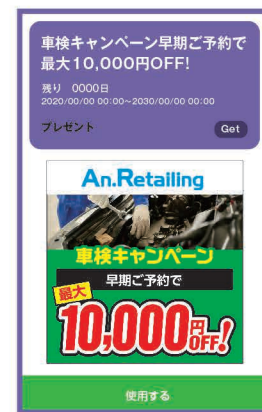 車検キャンペーン早期ご予約で
最大10,000円OFF!
残り 0000日
2020/00/00 00:00~2030/00/00 00:00
プレゼント
Get
An.Retailing
車検キャンペーン
早期ご予約で
最大
10,000円OFF!
使用する